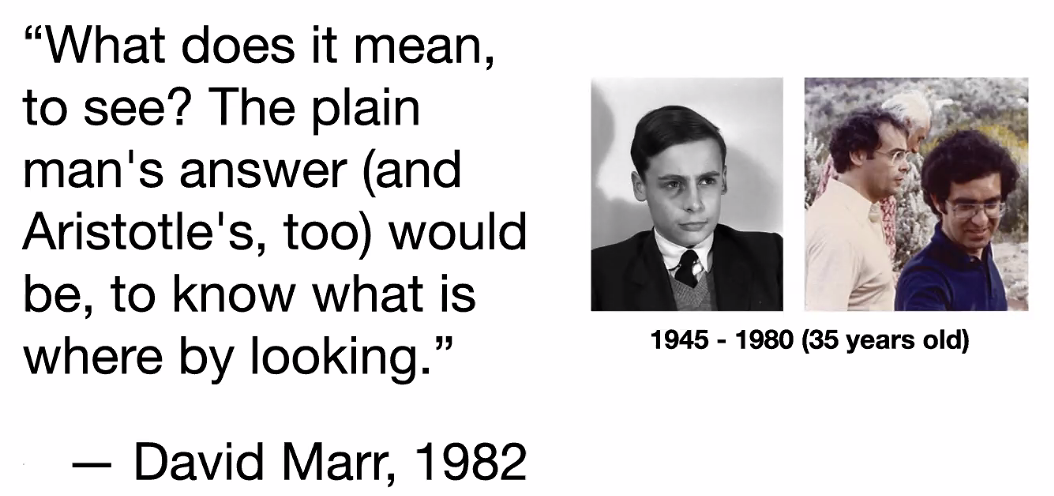 “What does it mean,
to see? The plain
man's answer (and
Aristotle's, too) would
be, to know what is
where by looking.”
— David Marr, 1982
1945 - 1980 (35 years old)